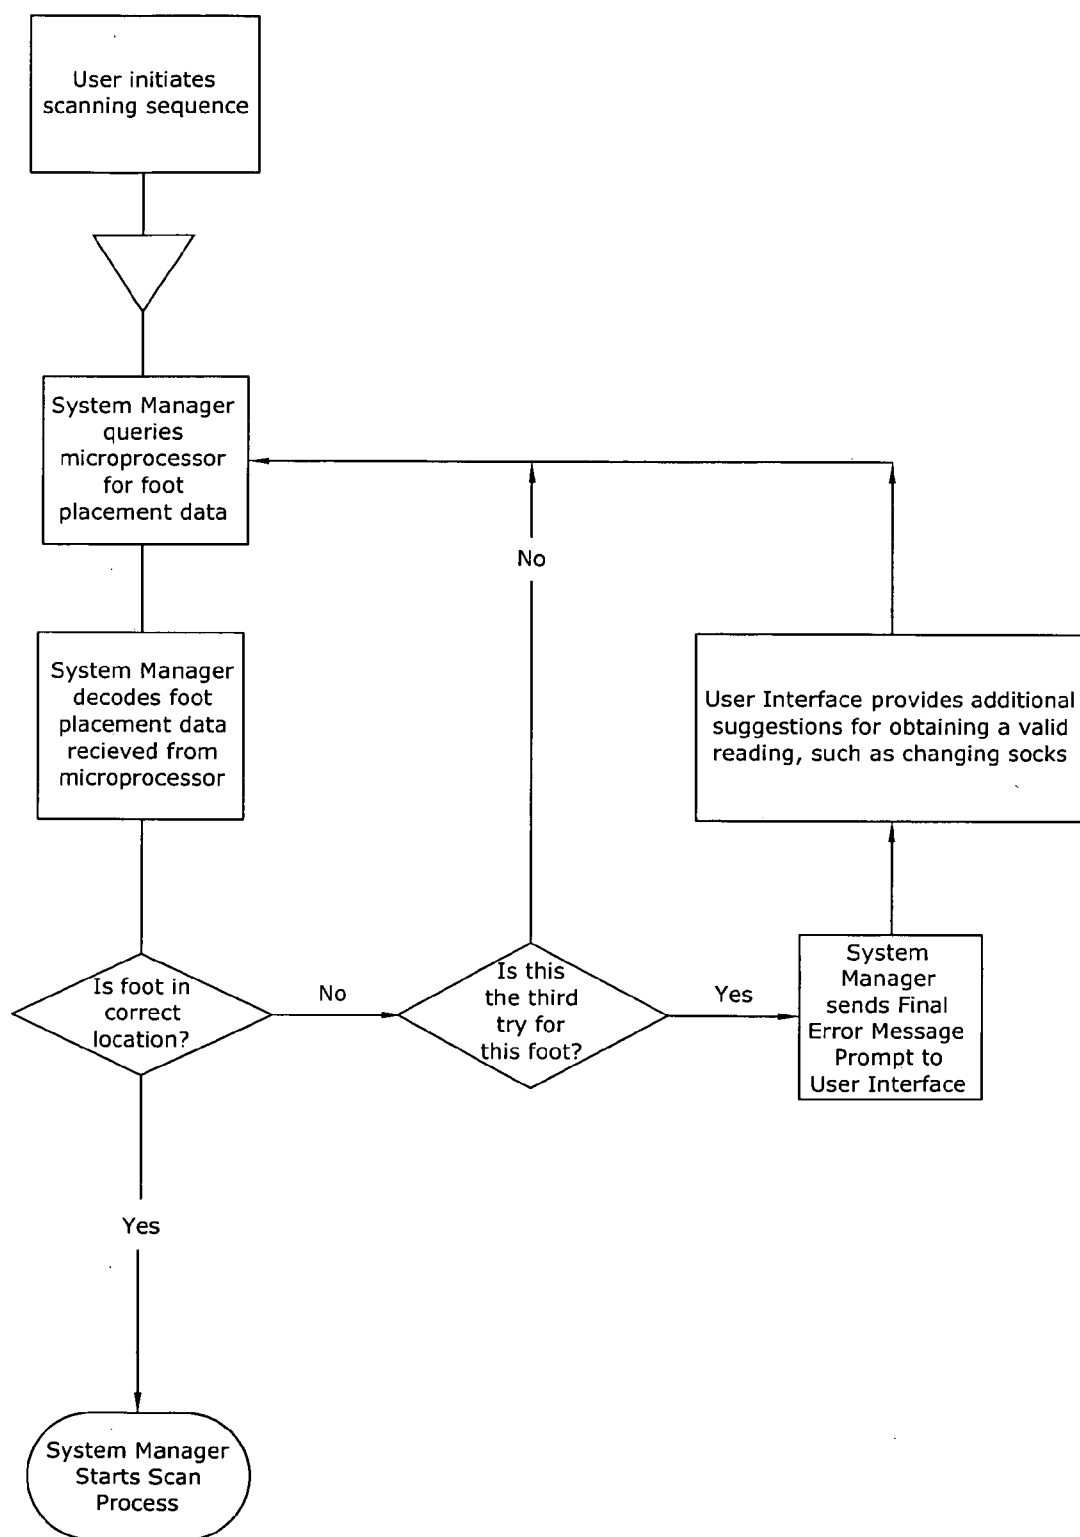 User initiates
scanning sequence
System Manager
queries
microprocessor
for foot
placement data
No
System Manager
decodes foot
placement data
recieved from
microprocessor
User Interface provides additional
suggestions for obtaining a valid
reading, such as changing socks
Is foot in
correct
location?
No
Is this
the third
try for
this foot?
Yes
System
Manager
sends Final
Error Message
Prompt to
User Interface
Yes
System Manager
Starts Scan
Process